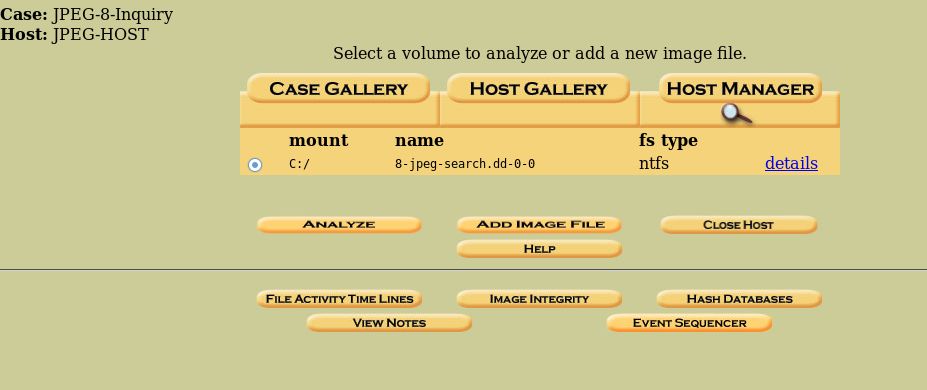 Case: JPEG-8-Inquiry
Host: JPEG-HOST
Select a volume to analyze or add a new image file.
CASE GALLERY HOST GALLERY HOST MANAGER
mount name fs type
C:/ 8-jpeg-search.dd-0-0 ntfs details
ANALYZE ADD IMAGE FILE CLOSE HOST
HELP
FILE ACTIVITY TIME LINES IMAGE INTEGRITY HASH DATABASES
VIEW NOTES EVENT SEQUENCER